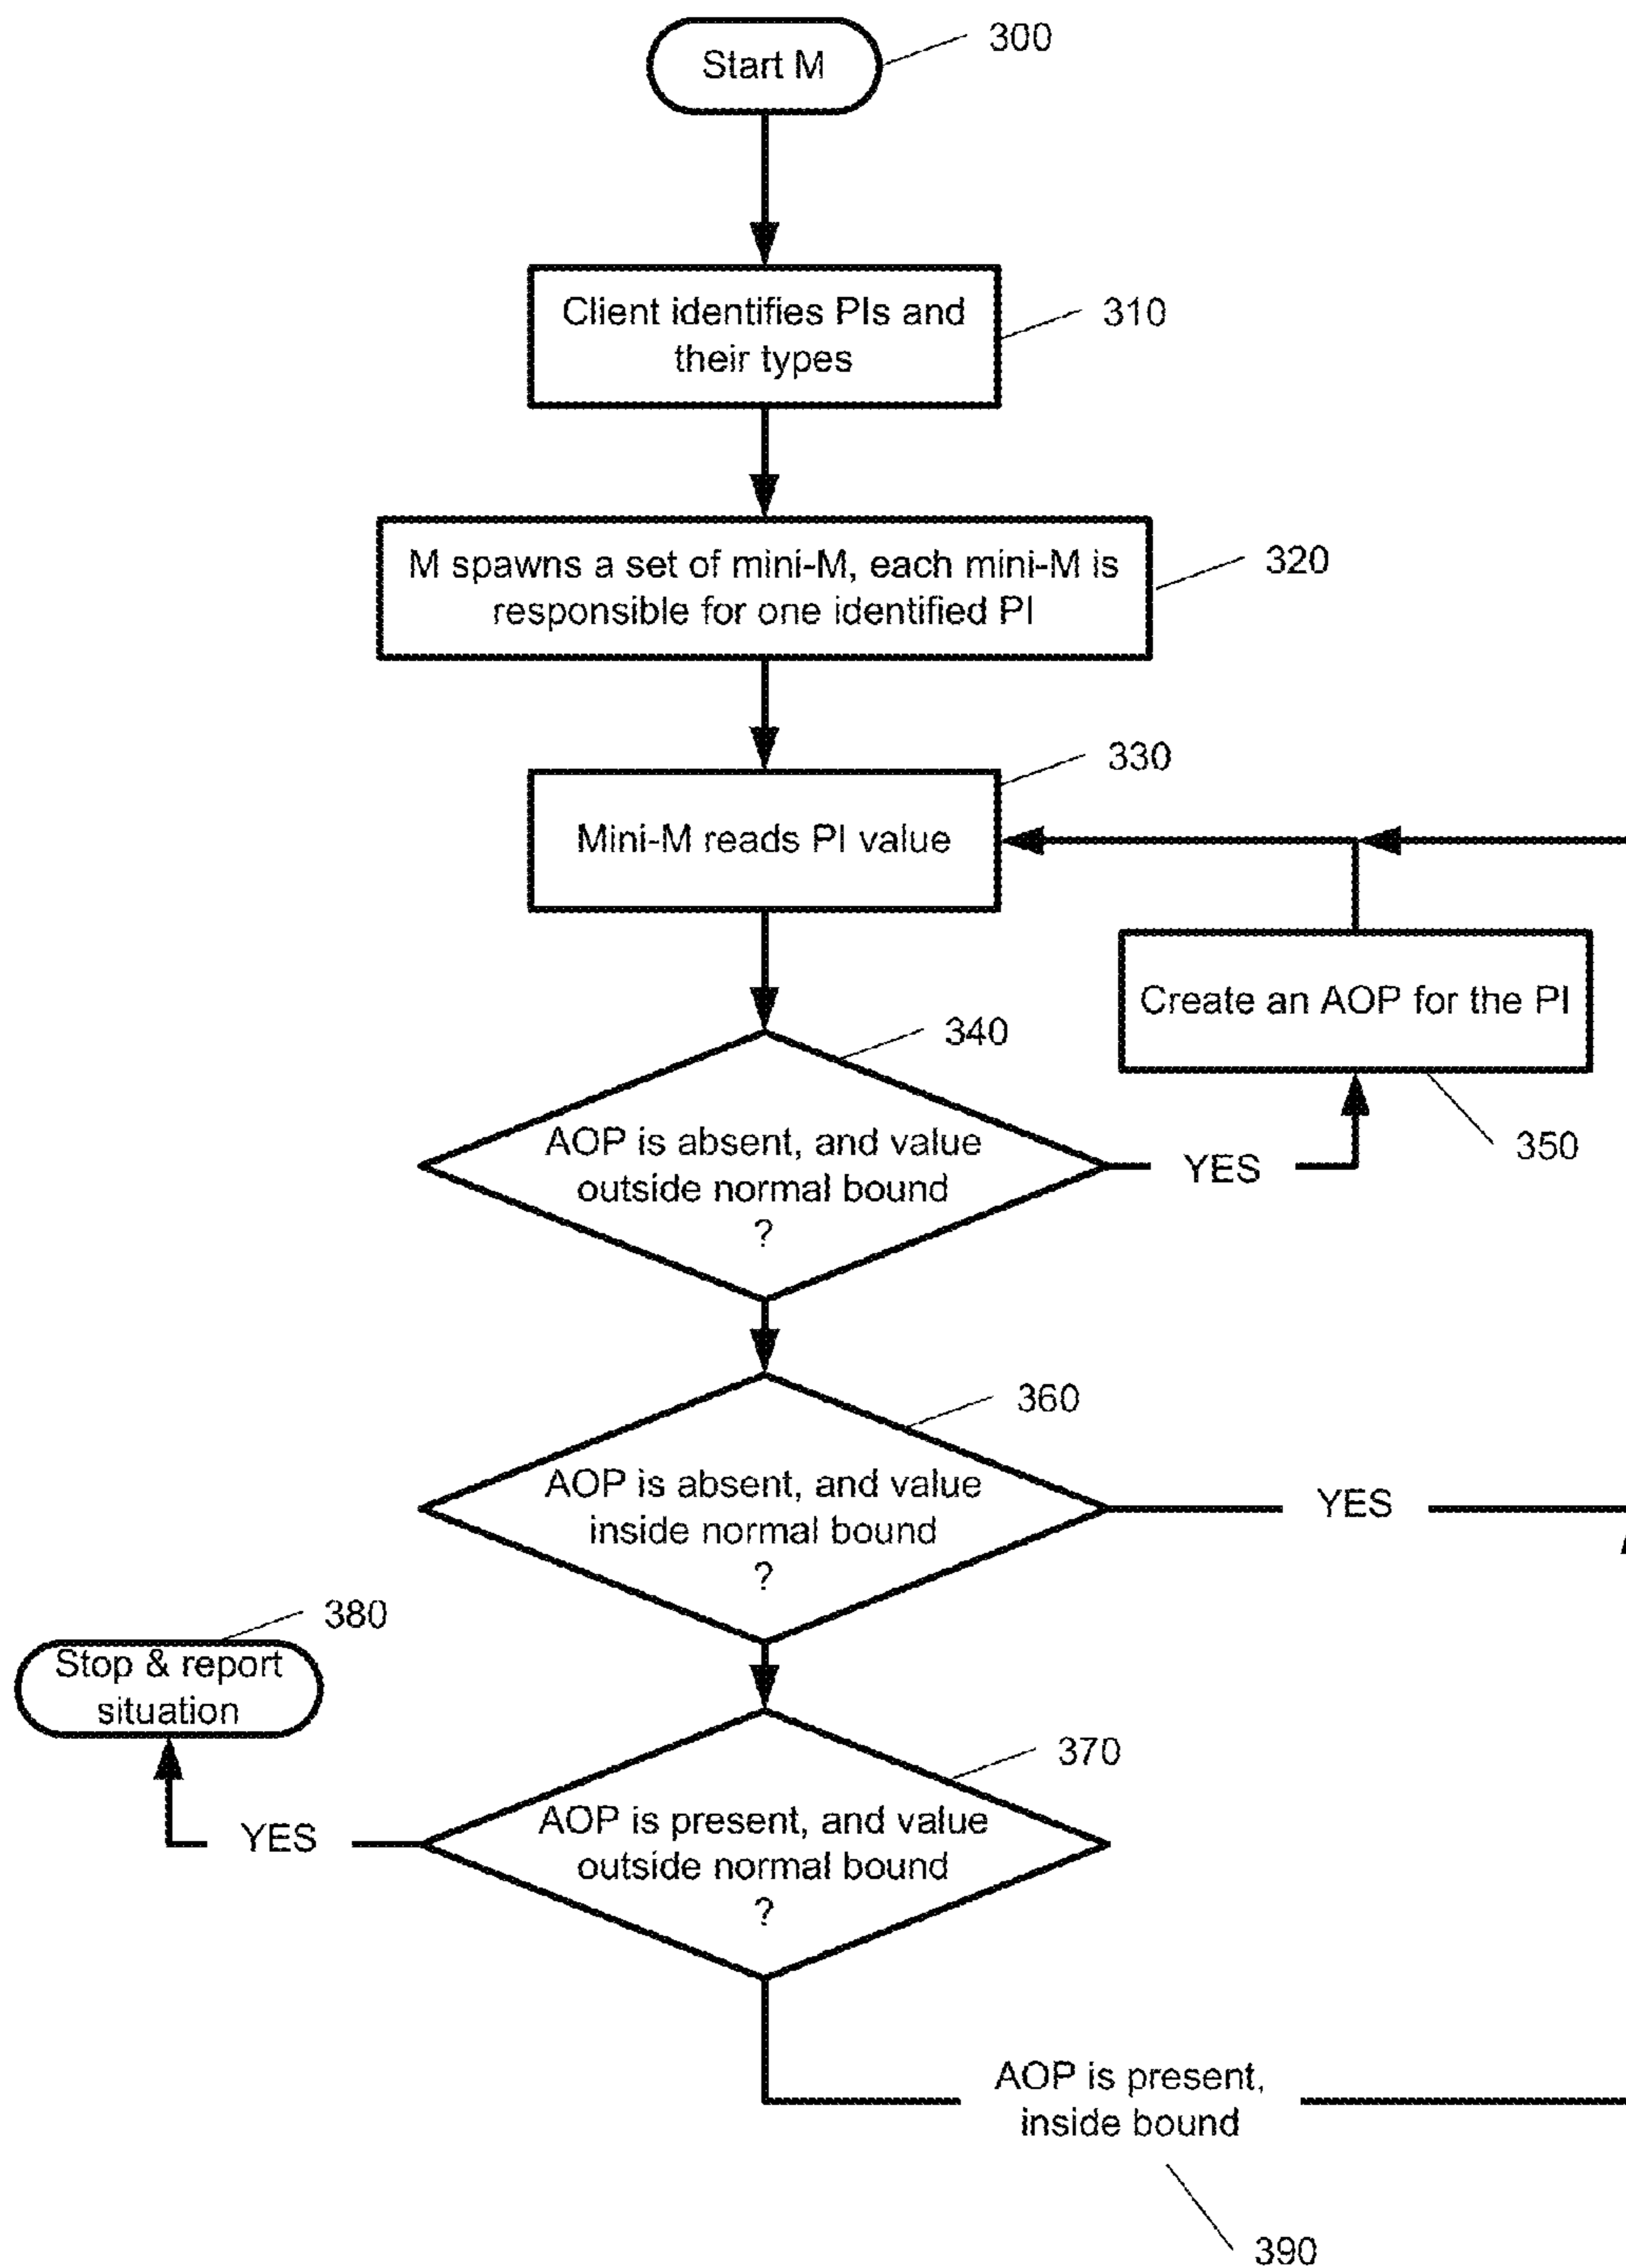 Start M
300
Client identifies PIs and
their types
310
M spawns a set of mini-M, each mini-M is
responsible for one identified PI
320
330
Mini-M reads PI value
Create an AOP for the PI
340
AOP is absent, and value
outside normal bound
?
YES
350
360
AOP is absent, and value
inside normal bound
?
YES
380
Stop & report
situation
370
AOP is present, and value
outside normal bound
?
YES
AOP is present,
inside bound
390